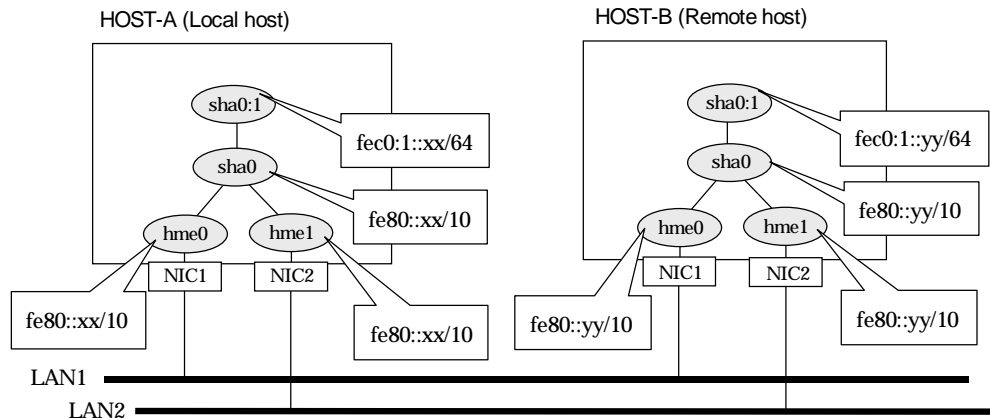 HOST-A (Local host)
HOST-B (Remote host)
sha0:1
fec0:1::xx/64
sha0
fe80::xx/10
hme0
hme1
NIC1
NIC2
fe80::xx/10
fe80::xx/10
sha0:1
fec0:1::yy/64
sha0
fe80::yy/10
hme0
hme1
NIC1
NIC2
fe80::yy/10
fe80::yy/10
LAN1
LAN2